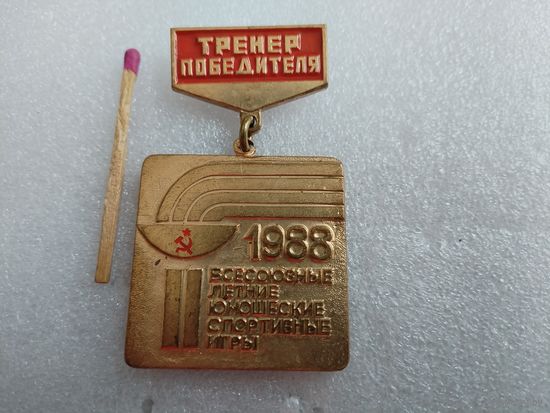 ТРЕНЕР
ПОБЕДИТЕЛЯ
1988
II ВСЕСОЮЗНЫЕ
ЛЕТНИЕ
ЮНОШЕСКИЕ
СПОРТИВНЫЕ
ИГРЫ